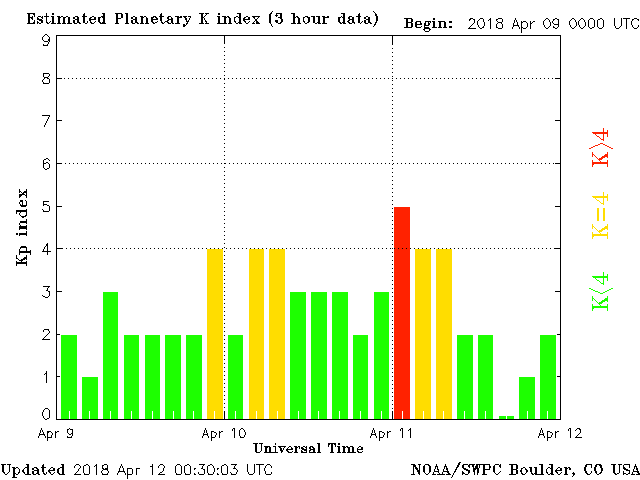 Estimated Planetary K index (3 hour data) Begin: 2018 Apr 09 0000 UTC
9
8
7
6
5
4
3
2
1
0
Kp index
K>4
K=4
K<4
Apr 9 Apr 10 Apr 11 Apr 12
Universal Time
Updated 2018 Apr 12 00:30:03 UTC NOAA/SWPC Boulder, CO USA